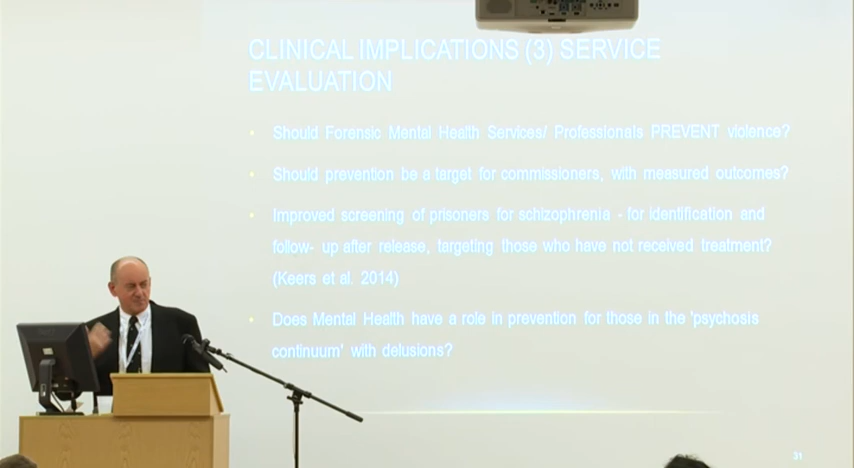 CLINICAL IMPLICATIONS (3) SERVICE
EVALUATION
• Should Forensic Mental Health Services/ Professionals PREVENT violence?
• Should prevention be a target for commissioners, with measured outcomes?
• Improved screening of prisoners for schizophrenia - for identification and
follow- up after release, targeting those who have not received treatment?
(Keers et al. 2014)
• Does Mental Health have a role in prevention for those in the 'psychosis
continuum' with delusions?
31